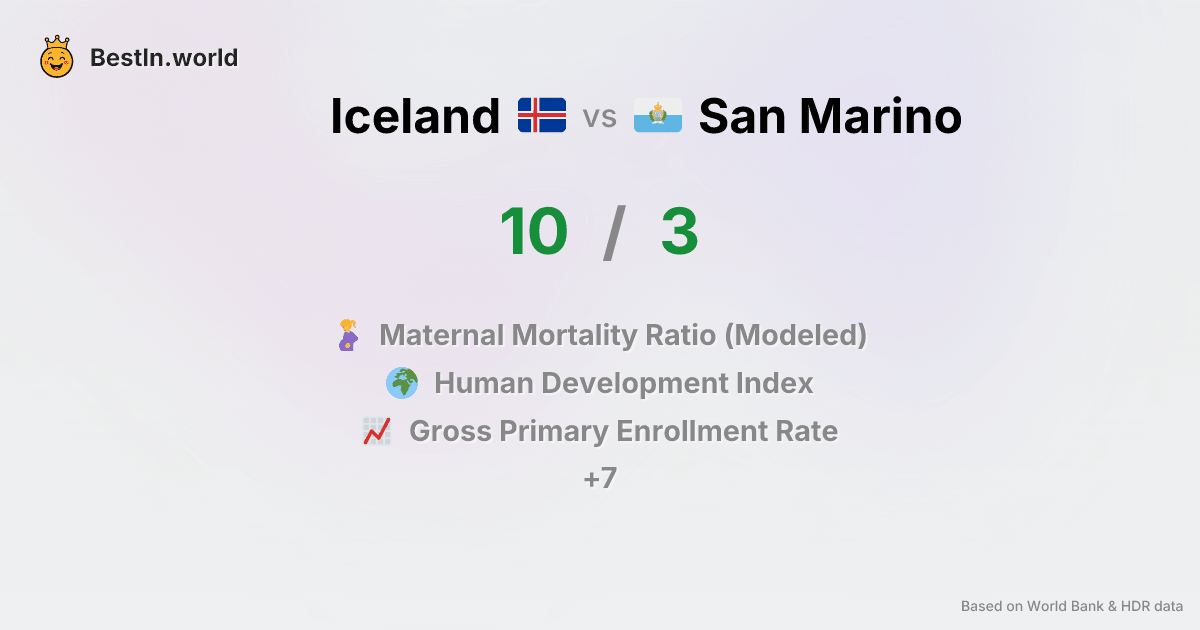 BestIn.world
Iceland vs San Marino
10 / 3
Maternal Mortality Ratio (Modeled)
Human Development Index
Gross Primary Enrollment Rate
+7
Based on World Bank & HDR data